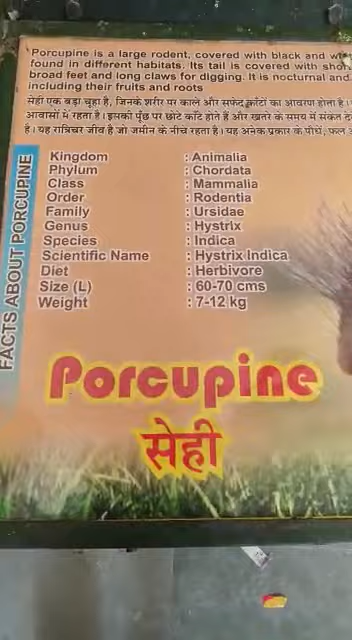 Porcupine is a large rodent, covered with black and
found in different habitats. Its tail is covered with
broad feet and long claws for digging. It is nocturnal and
including their fruits and roots
सेही एक बड़ा चूहा है, जिनके शरीर पर काले और सफेद काँटों का आवरण होता है।
आवासों में रहता है। इसकी पूँछ पर छोटे काँटे होते हैं और खतरे के समय में संकेत
है। यह रात्रिचर जीव है जो जमीन के नीचे रहता है। यह अनेक प्रकार के पौधों, फल
FACTS ABOUT PORCUPINE
Kingdom : Animalia
Phylum : Chordata
Class : Mammalia
Order : Rodentia
Family : Ursidae
Genus : Hystrix
Species : Indica
Scientific Name : Hystrix Indica
Diet : Herbivore
Size (L) : 60-70 cms
Weight : 7-12 kg
Porcupine
सेही